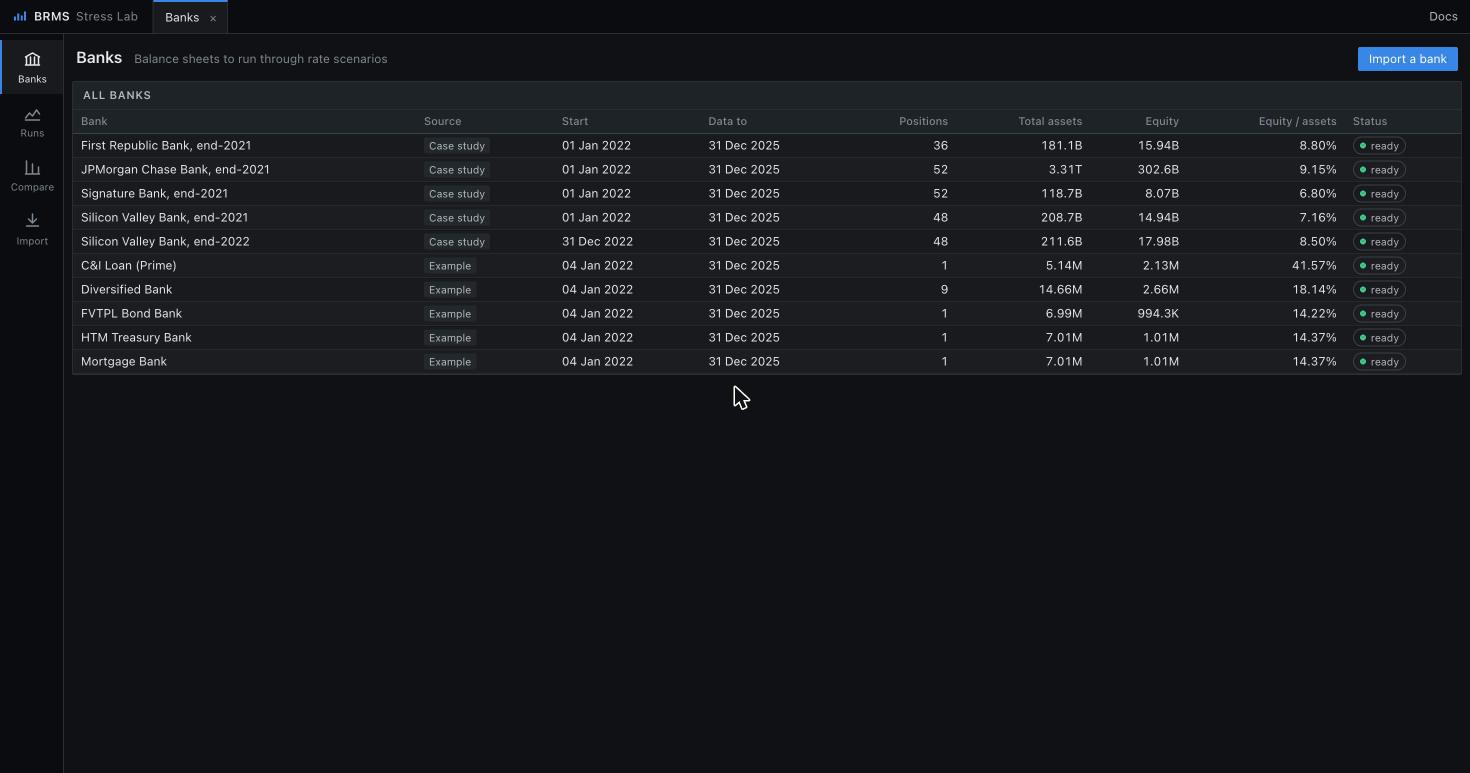 BRMS Stress Lab Banks × Docs
Banks
Runs
Compare
Import
Banks Balance sheets to run through rate scenarios Import a bank
ALL BANKS
Bank Source Start Data to Positions Total assets Equity Equity / assets Status
First Republic Bank, end-2021 Case study 01 Jan 2022 31 Dec 2025 36 181.1B 15.94B 8.80% ready
JPMorgan Chase Bank, end-2021 Case study 01 Jan 2022 31 Dec 2025 52 3.31T 302.6B 9.15% ready
Signature Bank, end-2021 Case study 01 Jan 2022 31 Dec 2025 52 118.7B 8.07B 6.80% ready
Silicon Valley Bank, end-2021 Case study 01 Jan 2022 31 Dec 2025 48 208.7B 14.94B 7.16% ready
Silicon Valley Bank, end-2022 Case study 31 Dec 2022 31 Dec 2025 48 211.6B 17.98B 8.50% ready
C&I Loan (Prime) Example 04 Jan 2022 31 Dec 2025 1 5.14M 2.13M 41.57% ready
Diversified Bank Example 04 Jan 2022 31 Dec 2025 9 14.66M 2.66M 18.14% ready
FVTPL Bond Bank Example 04 Jan 2022 31 Dec 2025 1 6.99M 994.3K 14.22% ready
HTM Treasury Bank Example 04 Jan 2022 31 Dec 2025 1 7.01M 1.01M 14.37% ready
Mortgage Bank Example 04 Jan 2022 31 Dec 2025 1 7.01M 1.01M 14.37% ready